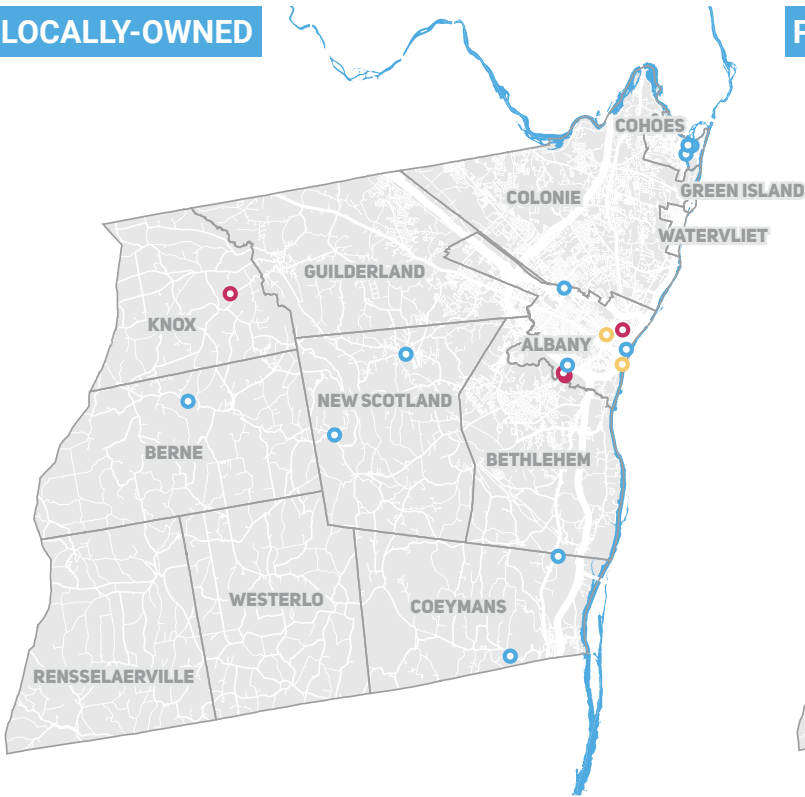 LOCALLY-OWNED
P
COHOES
GREEN ISLAND
COLONIE
WATERVLIET
GUILDERLAND
KNOX
ALBANY
NEW SCOTLAND
BERNE
BETHLEHEM
WESTERLO
COEYMANS
RENSSELAERVILLE